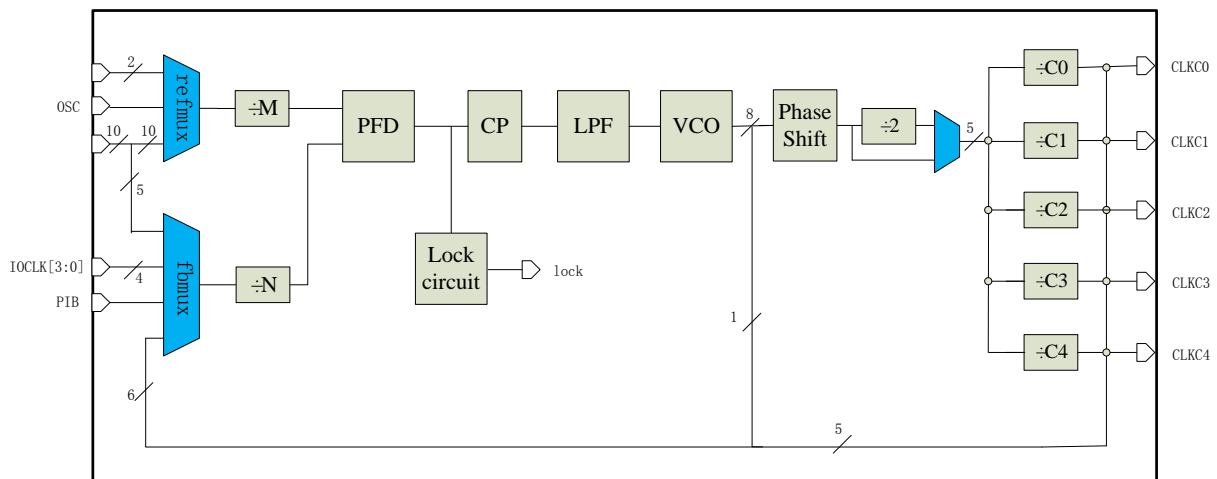 2
OSC
10
10
5
refmux
÷M
PFD
CP
LPF
VCO
8
Phase
Shift
÷2
5
÷C0
CLKC0
÷C1
CLKC1
÷C2
CLKC2
÷C3
CLKC3
÷C4
CLKC4
IOCLK[3:0]
4
PIB
fbmux
÷N
Lock
circuit
lock
1
6
5